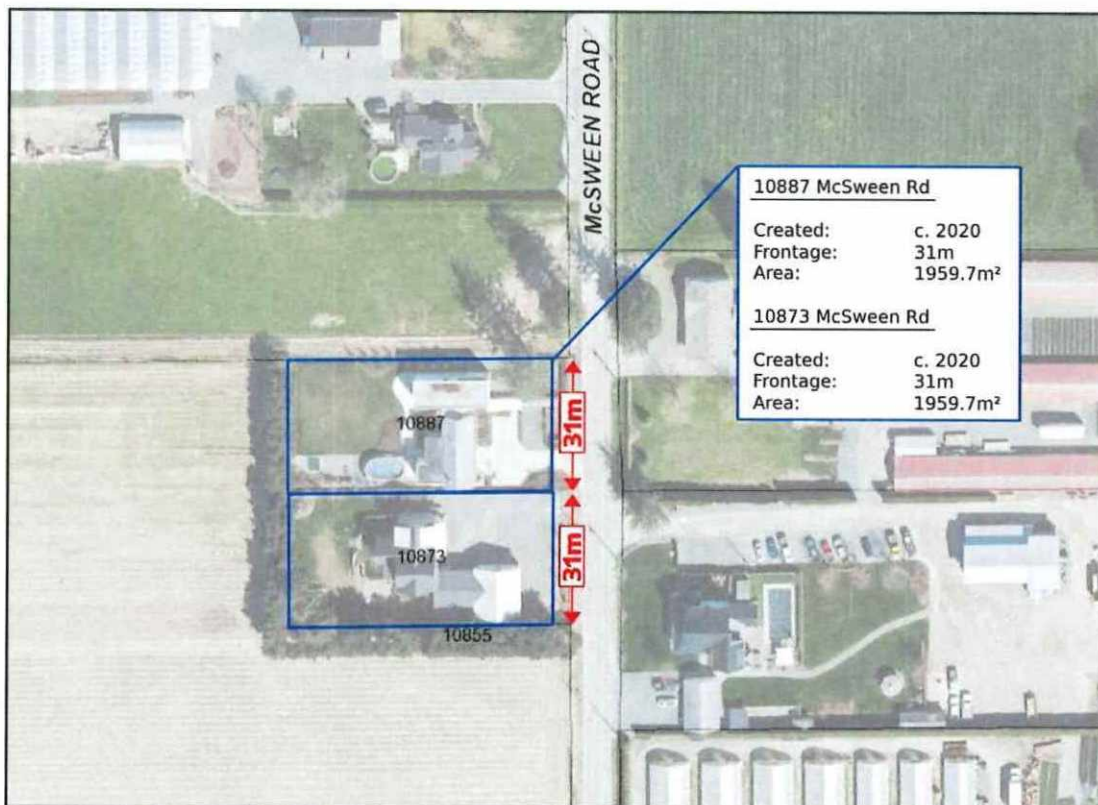 McSWEEN ROAD
10887 McSween Rd
Created: c. 2020
Frontage: 31m
Area: 1959.7m²
10873 McSween Rd
Created: c. 2020
Frontage: 31m
Area: 1959.7m²
10887
31m
10873
31m
10855